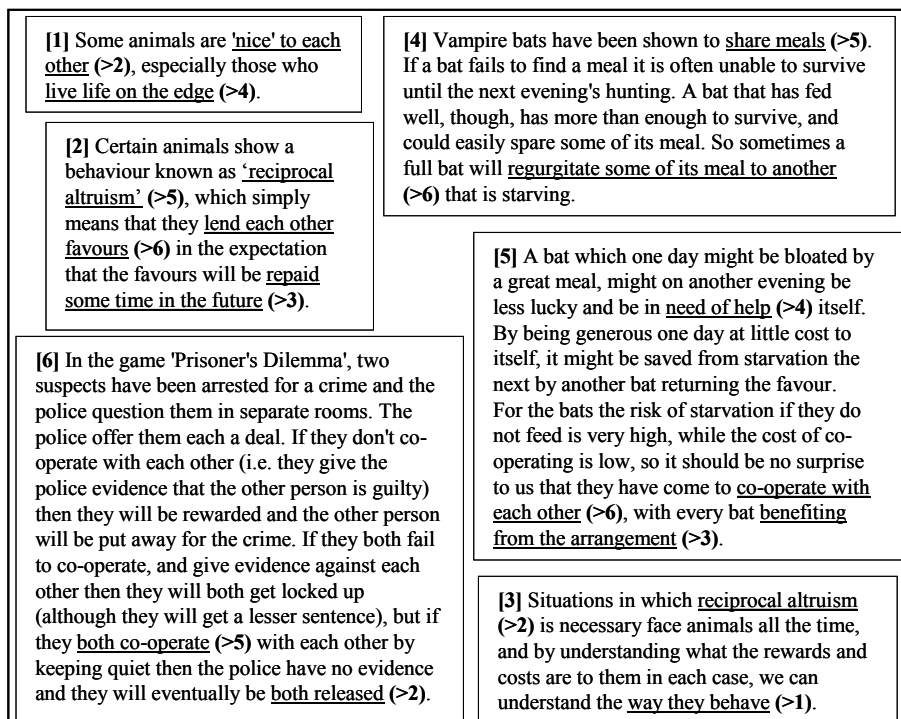 [1] Some animals are 'nice' to each
other (>2), especially those who
live life on the edge (>4).
[2] Certain animals show a
behaviour known as ‘reciprocal
altruism’ (>5), which simply
means that they lend each other
favours (>6) in the expectation
that the favours will be repaid
some time in the future (>3).
[6] In the game 'Prisoner's Dilemma', two
suspects have been arrested for a crime and the
police question them in separate rooms. The
police offer them each a deal. If they don't co-
operate with each other (i.e. they give the
police evidence that the other person is guilty)
then they will be rewarded and the other person
will be put away for the crime. If they both fail
to co-operate, and give evidence against each
other then they will both get locked up
(although they will get a lesser sentence), but if
they both co-operate (>5) with each other by
keeping quiet then the police have no evidence
and they will eventually be both released (>2).
[4] Vampire bats have been shown to share meals (>5).
If a bat fails to find a meal it is often unable to survive
until the next evening's hunting. A bat that has fed
well, though, has more than enough to survive, and
could easily spare some of its meal. So sometimes a
full bat will regurgitate some of its meal to another
(>6) that is starving.
[5] A bat which one day might be bloated by
a great meal, might on another evening be
less lucky and be in need of help (>4) itself.
By being generous one day at little cost to
itself, it might be saved from starvation the
next by another bat returning the favour.
For the bats the risk of starvation if they do
not feed is very high, while the cost of co-
operating is low, so it should be no surprise
to us that they have come to co-operate with
each other (>6), with every bat benefiting
from the arrangement (>3).
[3] Situations in which reciprocal altruism
(>2) is necessary face animals all the time,
and by understanding what the rewards and
costs are to them in each case, we can
understand the way they behave (>1).